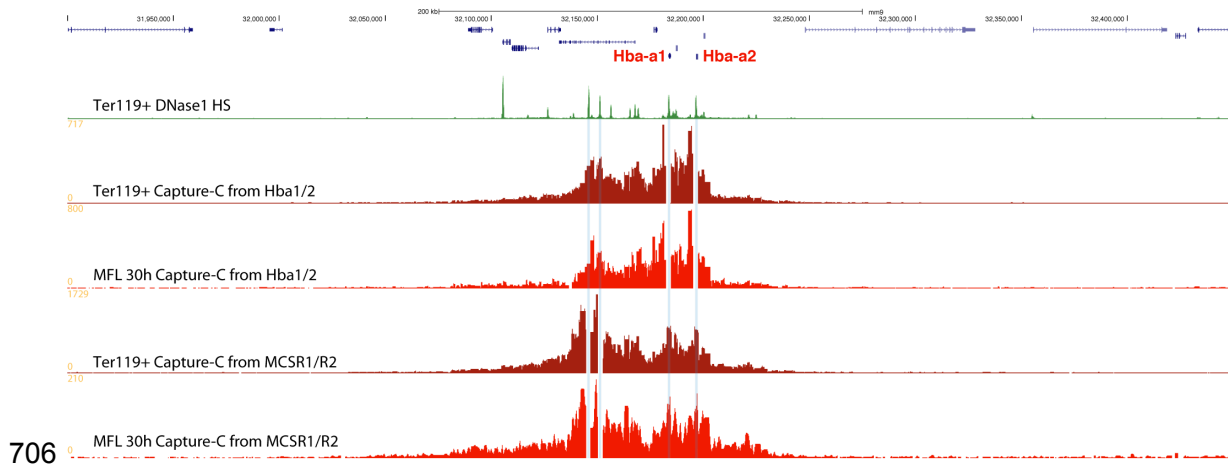 200 kb mm9
31,950,000 32,000,000 32,050,000 32,100,000 32,150,000 32,200,000 32,250,000 32,300,000 32,350,000 32,400,000
Hba-a1 Hba-a2
Ter119+ DNase1 HS
717
Ter119+ Capture-C from Hba1/2
0
800
MFL 30h Capture-C from Hba1/2
0
1729
Ter119+ Capture-C from MCSR1/R2
0
210
MFL 30h Capture-C from MCSR1/R2
0
706